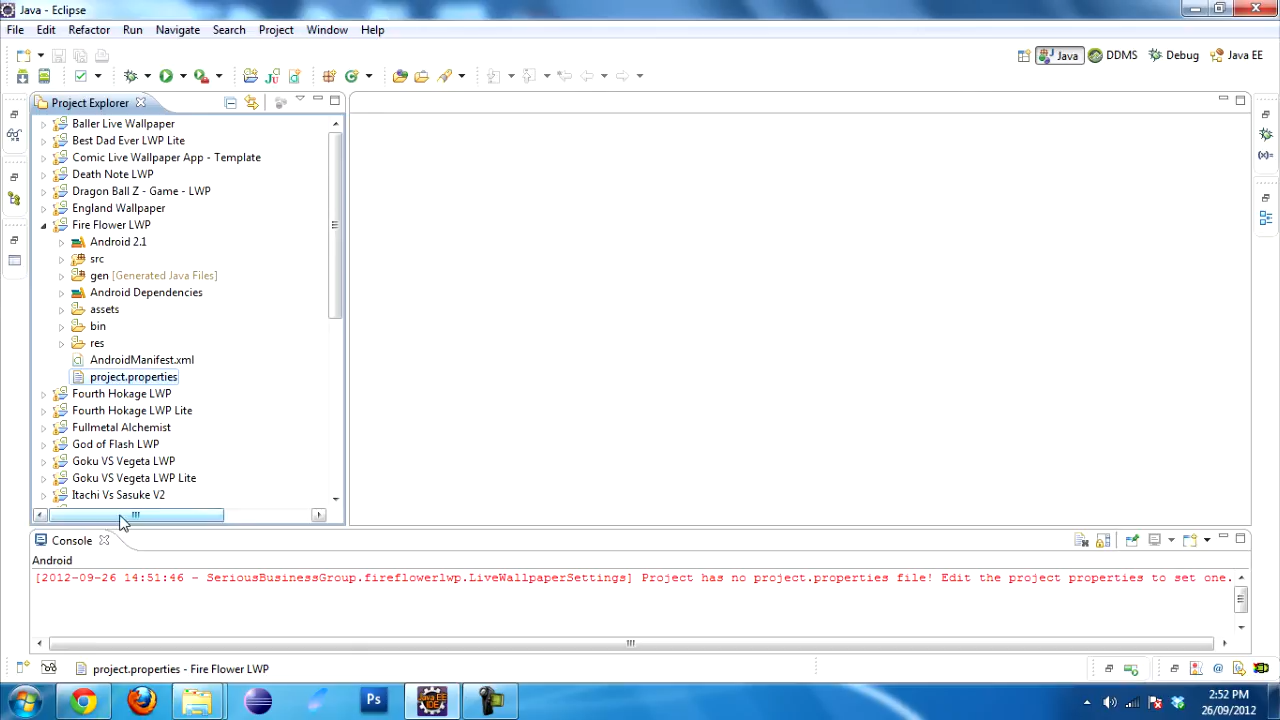 Java - Eclipse
File Edit Refactor Run Navigate Search Project Window Help
Java DDMS Debug Java EE
Project Explorer
Baller Live Wallpaper
Best Dad Ever LWP Lite
Comic Live Wallpaper App - Template
Death Note LWP
Dragon Ball Z - Game - LWP
England Wallpaper
Fire Flower LWP
Android 2.1
src
gen [Generated Java Files]
Android Dependencies
assets
bin
res
AndroidManifest.xml
project.properties
Fourth Hokage LWP
Fourth Hokage LWP Lite
Fullmetal Alchemist
God of Flash LWP
Goku VS Vegeta LWP
Goku VS Vegeta LWP Lite
Itachi Vs Sasuke V2
Console
Android
[2012-09-26 14:51:46 - SeriousBusinessGroup.fireflowerlwp.LiveWallpaperSettings] Project has no project.properties file! Edit the project properties to set one.
project.properties - Fire Flower LWP
Ps
Java EE
IDE
2:52 PM
26/09/2012